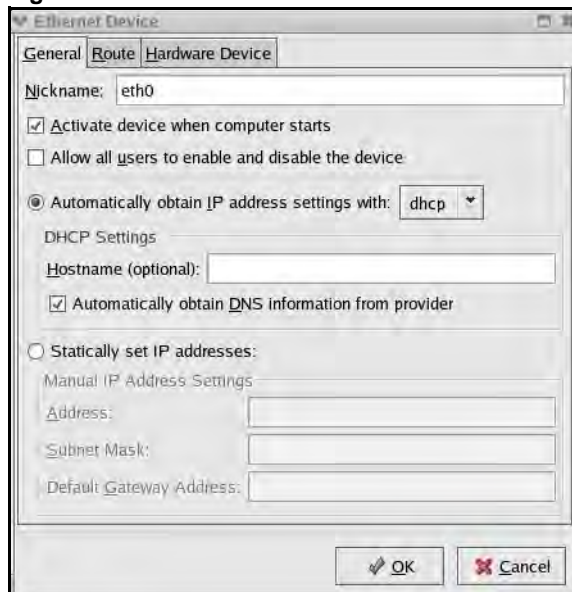 Ethernet Device
General Route Hardware Device
Nickname: eth0
Activate device when computer starts
Allow all users to enable and disable the device
Automatically obtain IP address settings with: dhcp
DHCP Settings
Hostname (optional):
Automatically obtain DNS information from provider
Statically set IP addresses:
Manual IP Address Settings
Address:
Subnet Mask:
Default Gateway Address:
OK Cancel